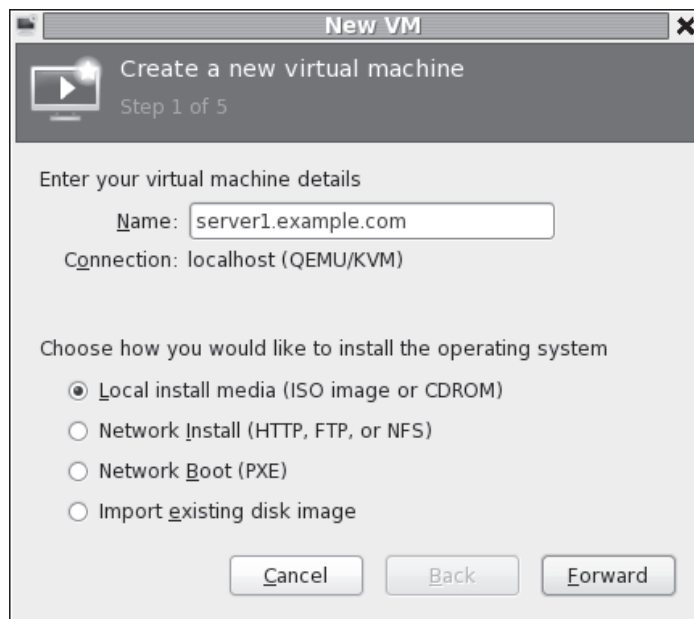 New VM
Create a new virtual machine
Step 1 of 5
Enter your virtual machine details
Name: server1.example.com
Connection: localhost (QEMU/KVM)
Choose how you would like to install the operating system
Local install media (ISO image or CDROM)
Network Install (HTTP, FTP, or NFS)
Network Boot (PXE)
Import existing disk image
Cancel Back Forward